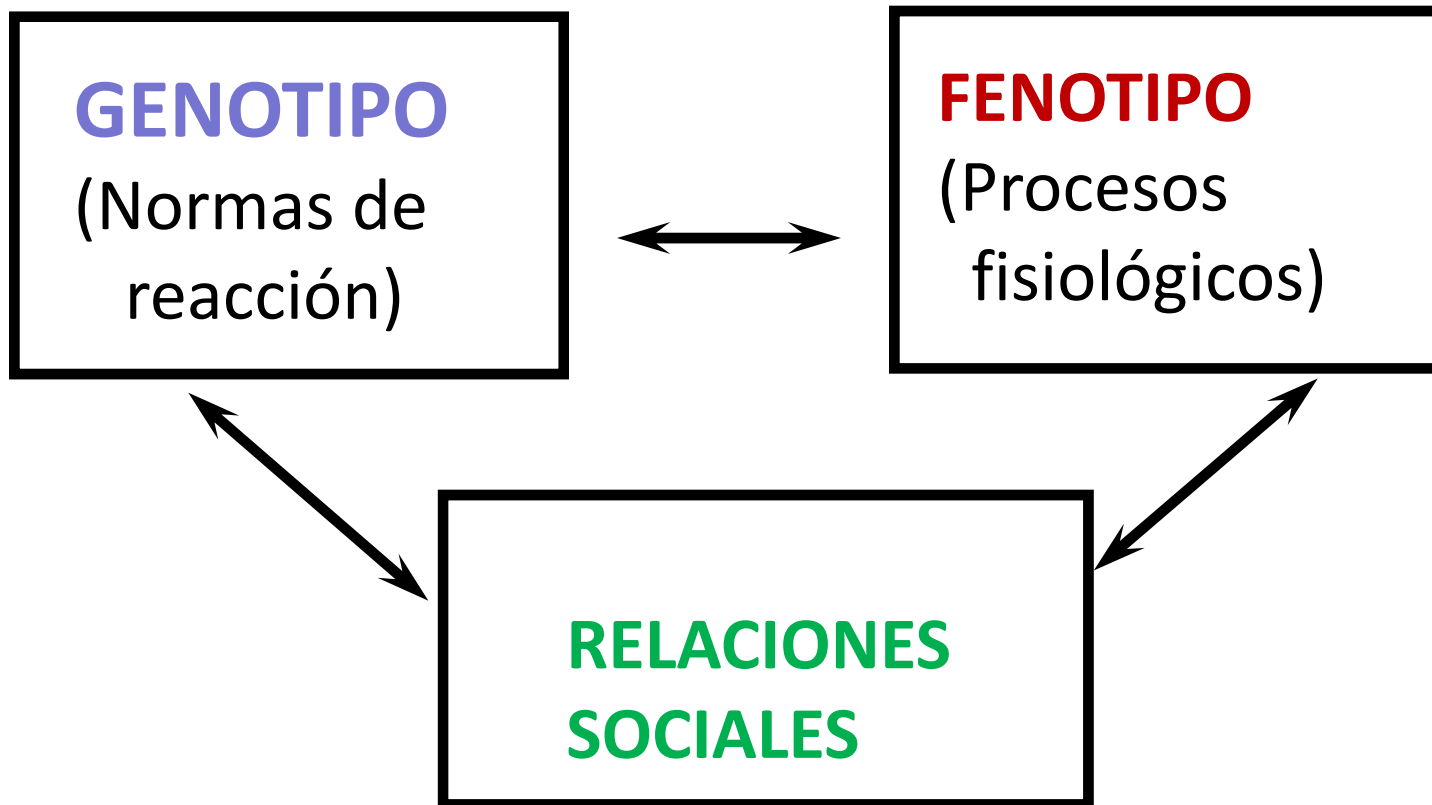 GENOTIPO
(Normas de
reacción)
FENOTIPO
(Procesos
fisiológicos)
RELACIONES
SOCIALES